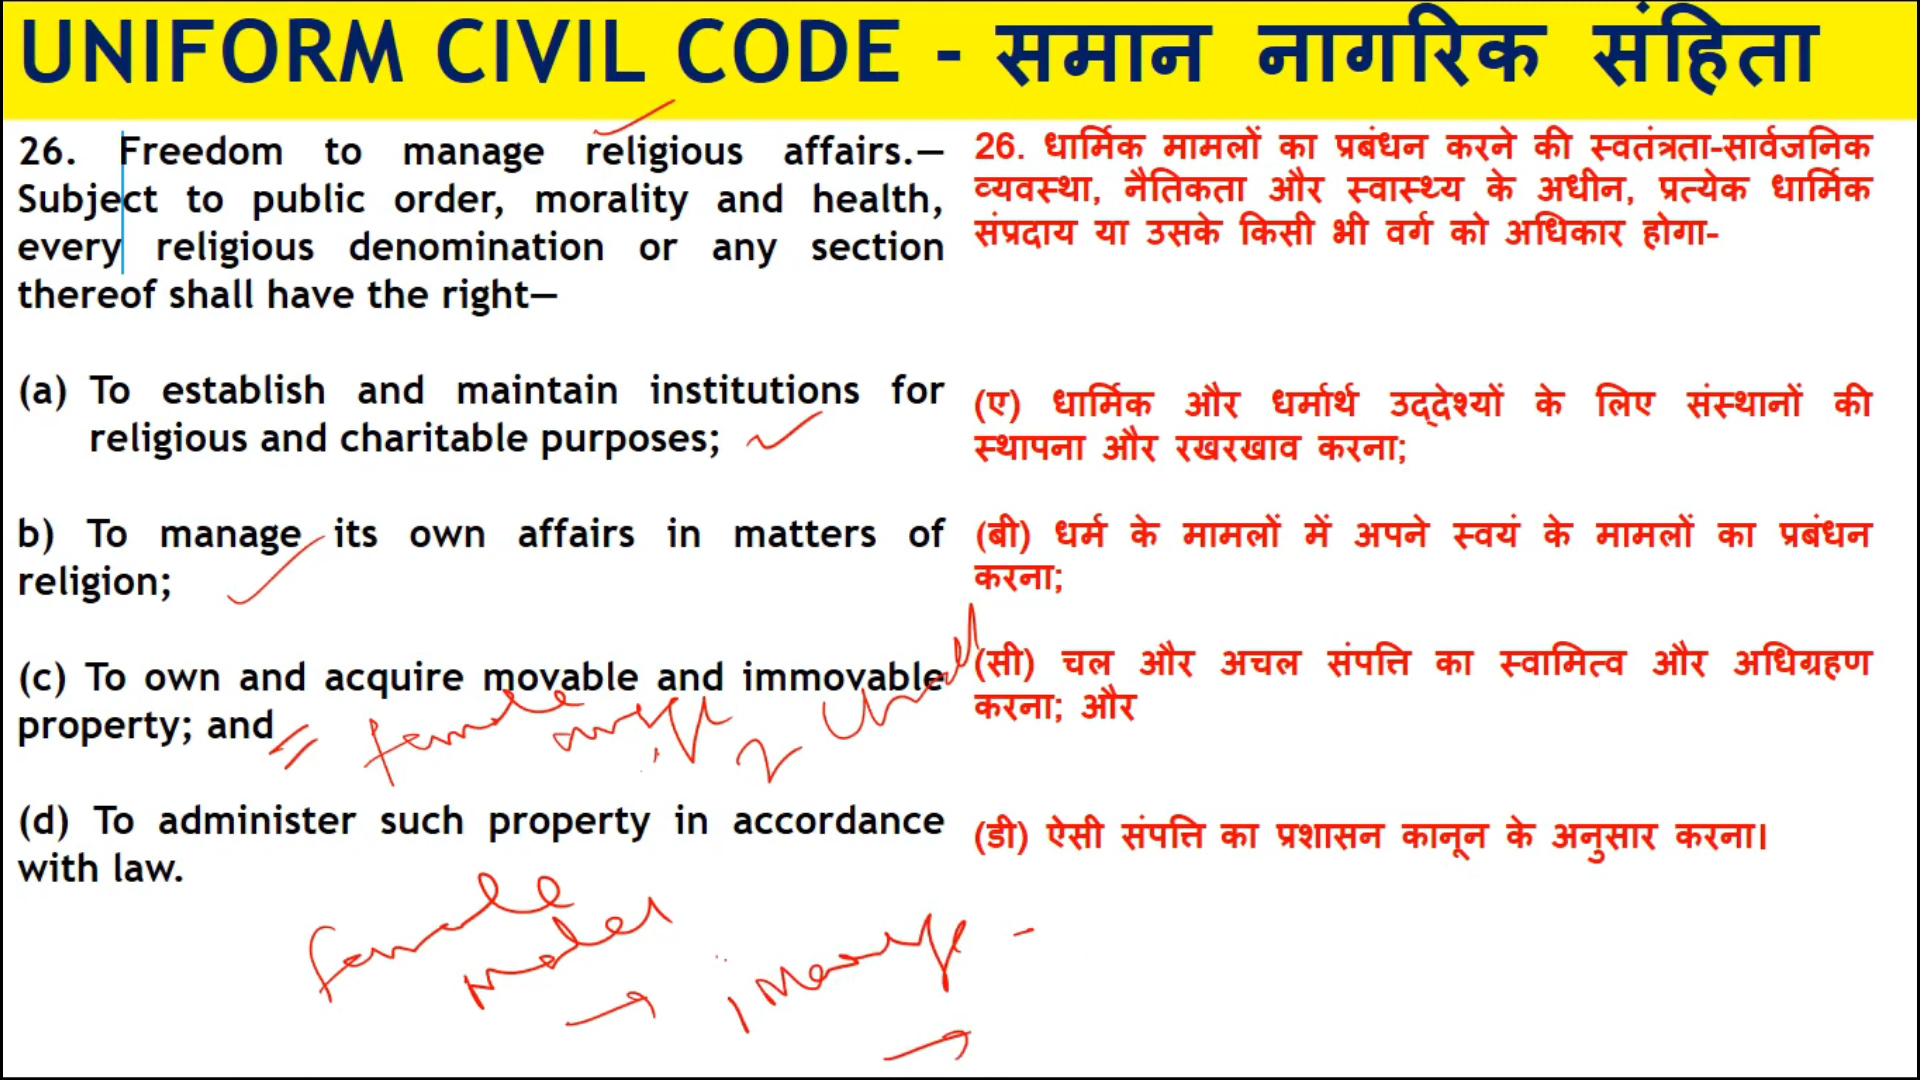 UNIFORM CIVIL CODE - समान नागरिक संहिता
26. Freedom to manage religious affairs.—
Subject to public order, morality and health,
every religious denomination or any section
thereof shall have the right—
(a) To establish and maintain institutions for
religious and charitable purposes;
b) To manage its own affairs in matters of
religion;
(c) To own and acquire movable and immovable
property; and
(d) To administer such property in accordance
with law.
26. धार्मिक मामलों का प्रबंधन करने की स्वतंत्रता-सार्वजनिक
व्यवस्था, नैतिकता और स्वास्थ्य के अधीन, प्रत्येक धार्मिक
संप्रदाय या उसके किसी भी वर्ग को अधिकार होगा-
(ए) धार्मिक और धर्मार्थ उद्देश्यों के लिए संस्थानों की
स्थापना और रखरखाव करना;
(बी) धर्म के मामलों में अपने स्वयं के मामलों का प्रबंधन
करना;
(सी) चल और अचल संपत्ति का स्वामित्व और अधिग्रहण
करना; और
(डी) ऐसी संपत्ति का प्रशासन कानून के अनुसार करना।
female
female